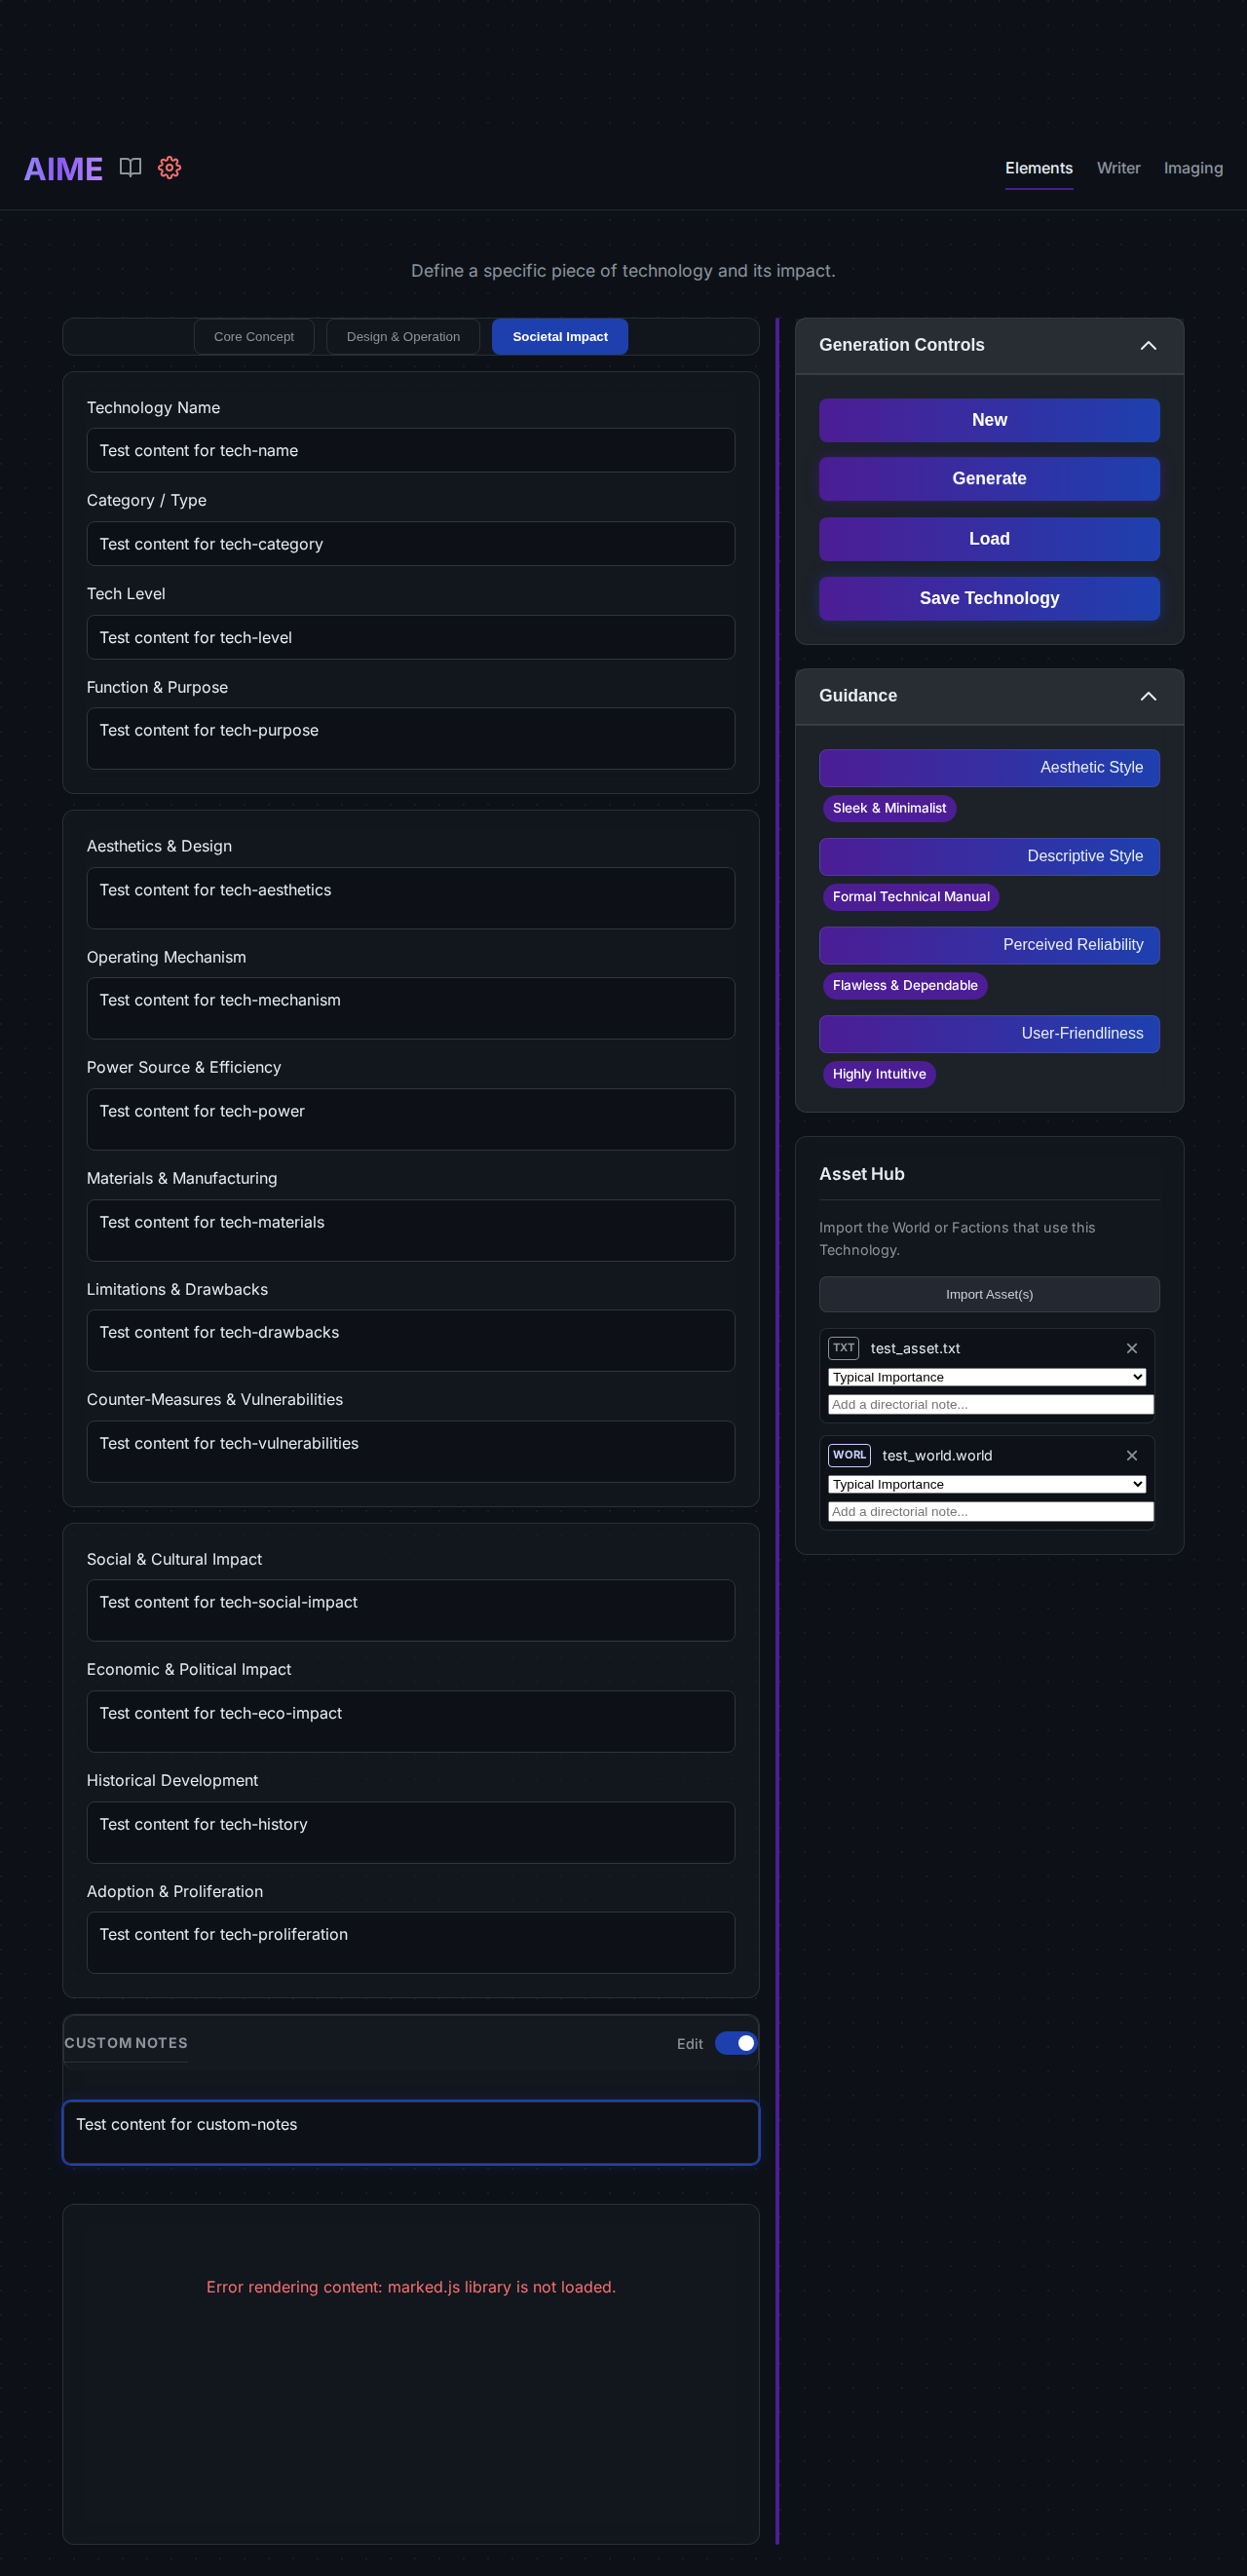 AIME
Elements
Writer
Imaging
Define a specific piece of technology and its impact.
Core Concept
Design & Operation
Societal Impact
Technology Name
Test content for tech-name
Category / Type
Test content for tech-category
Tech Level
Test content for tech-level
Function & Purpose
Test content for tech-purpose
Aesthetics & Design
Test content for tech-aesthetics
Operating Mechanism
Test content for tech-mechanism
Power Source & Efficiency
Test content for tech-power
Materials & Manufacturing
Test content for tech-materials
Limitations & Drawbacks
Test content for tech-drawbacks
Counter-Measures & Vulnerabilities
Test content for tech-vulnerabilities
Social & Cultural Impact
Test content for tech-social-impact
Economic & Political Impact
Test content for tech-eco-impact
Historical Development
Test content for tech-history
Adoption & Proliferation
Test content for tech-proliferation
CUSTOM NOTES
Edit
Test content for custom-notes
Error rendering content: marked.js library is not loaded.
Generation Controls
New
Generate
Load
Save Technology
Guidance
Aesthetic Style
Sleek & Minimalist
Descriptive Style
Formal Technical Manual
Perceived Reliability
Flawless & Dependable
User-Friendliness
Highly Intuitive
Asset Hub
Import the World or Factions that use this
Technology.
Import Asset(s)
TXT
test_asset.txt
Typical Importance
Add a directorial note...
WORL
test_world.world
Typical Importance
Add a directorial note...